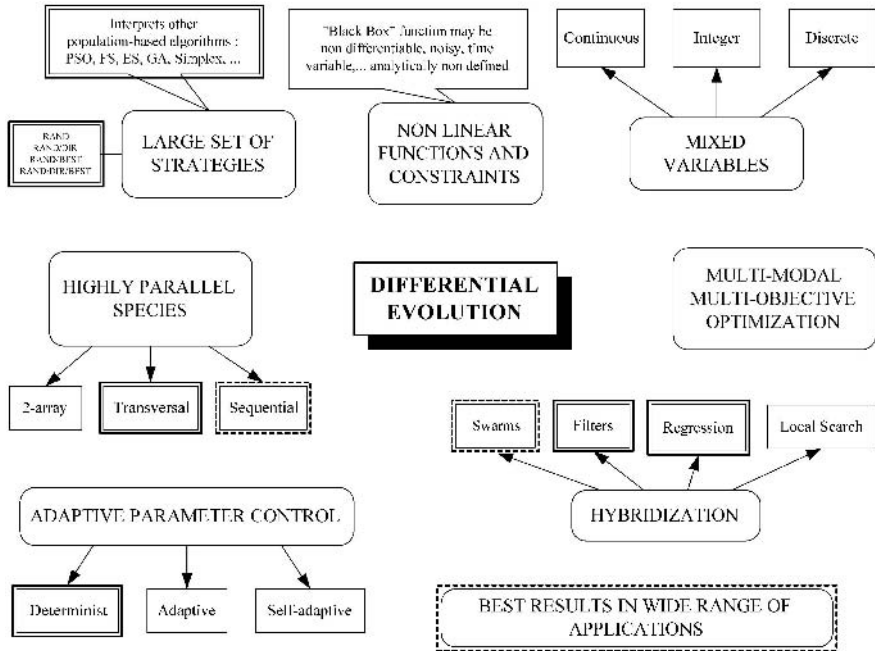 Interprets other
population-based algorithms :
PSO, FS, ES, GA, Simplex, ...
"Black Box" function may be
non differentiable, noisy, time
variable,... analytically non defined
Continuous
Integer
Discrete
RAND
RAND/DIR
RAND/BEST
RAND/DIR/BEST
LARGE SET OF
STRATEGIES
NON LINEAR
FUNCTIONS AND
CONSTRAINTS
MIXED
VARIABLES
HIGHLY PARALLEL
SPECIES
DIFFERENTIAL
EVOLUTION
MULTI-MODAL
MULTI-OBJECTIVE
OPTIMIZATION
2-array
Transversal
Sequential
Swarms
Filters
Regression
Local Search
ADAPTIVE PARAMETER CONTROL
HYBRIDIZATION
Determinist
Adaptive
Self-adaptive
BEST RESULTS IN WIDE RANGE OF
APPLICATIONS